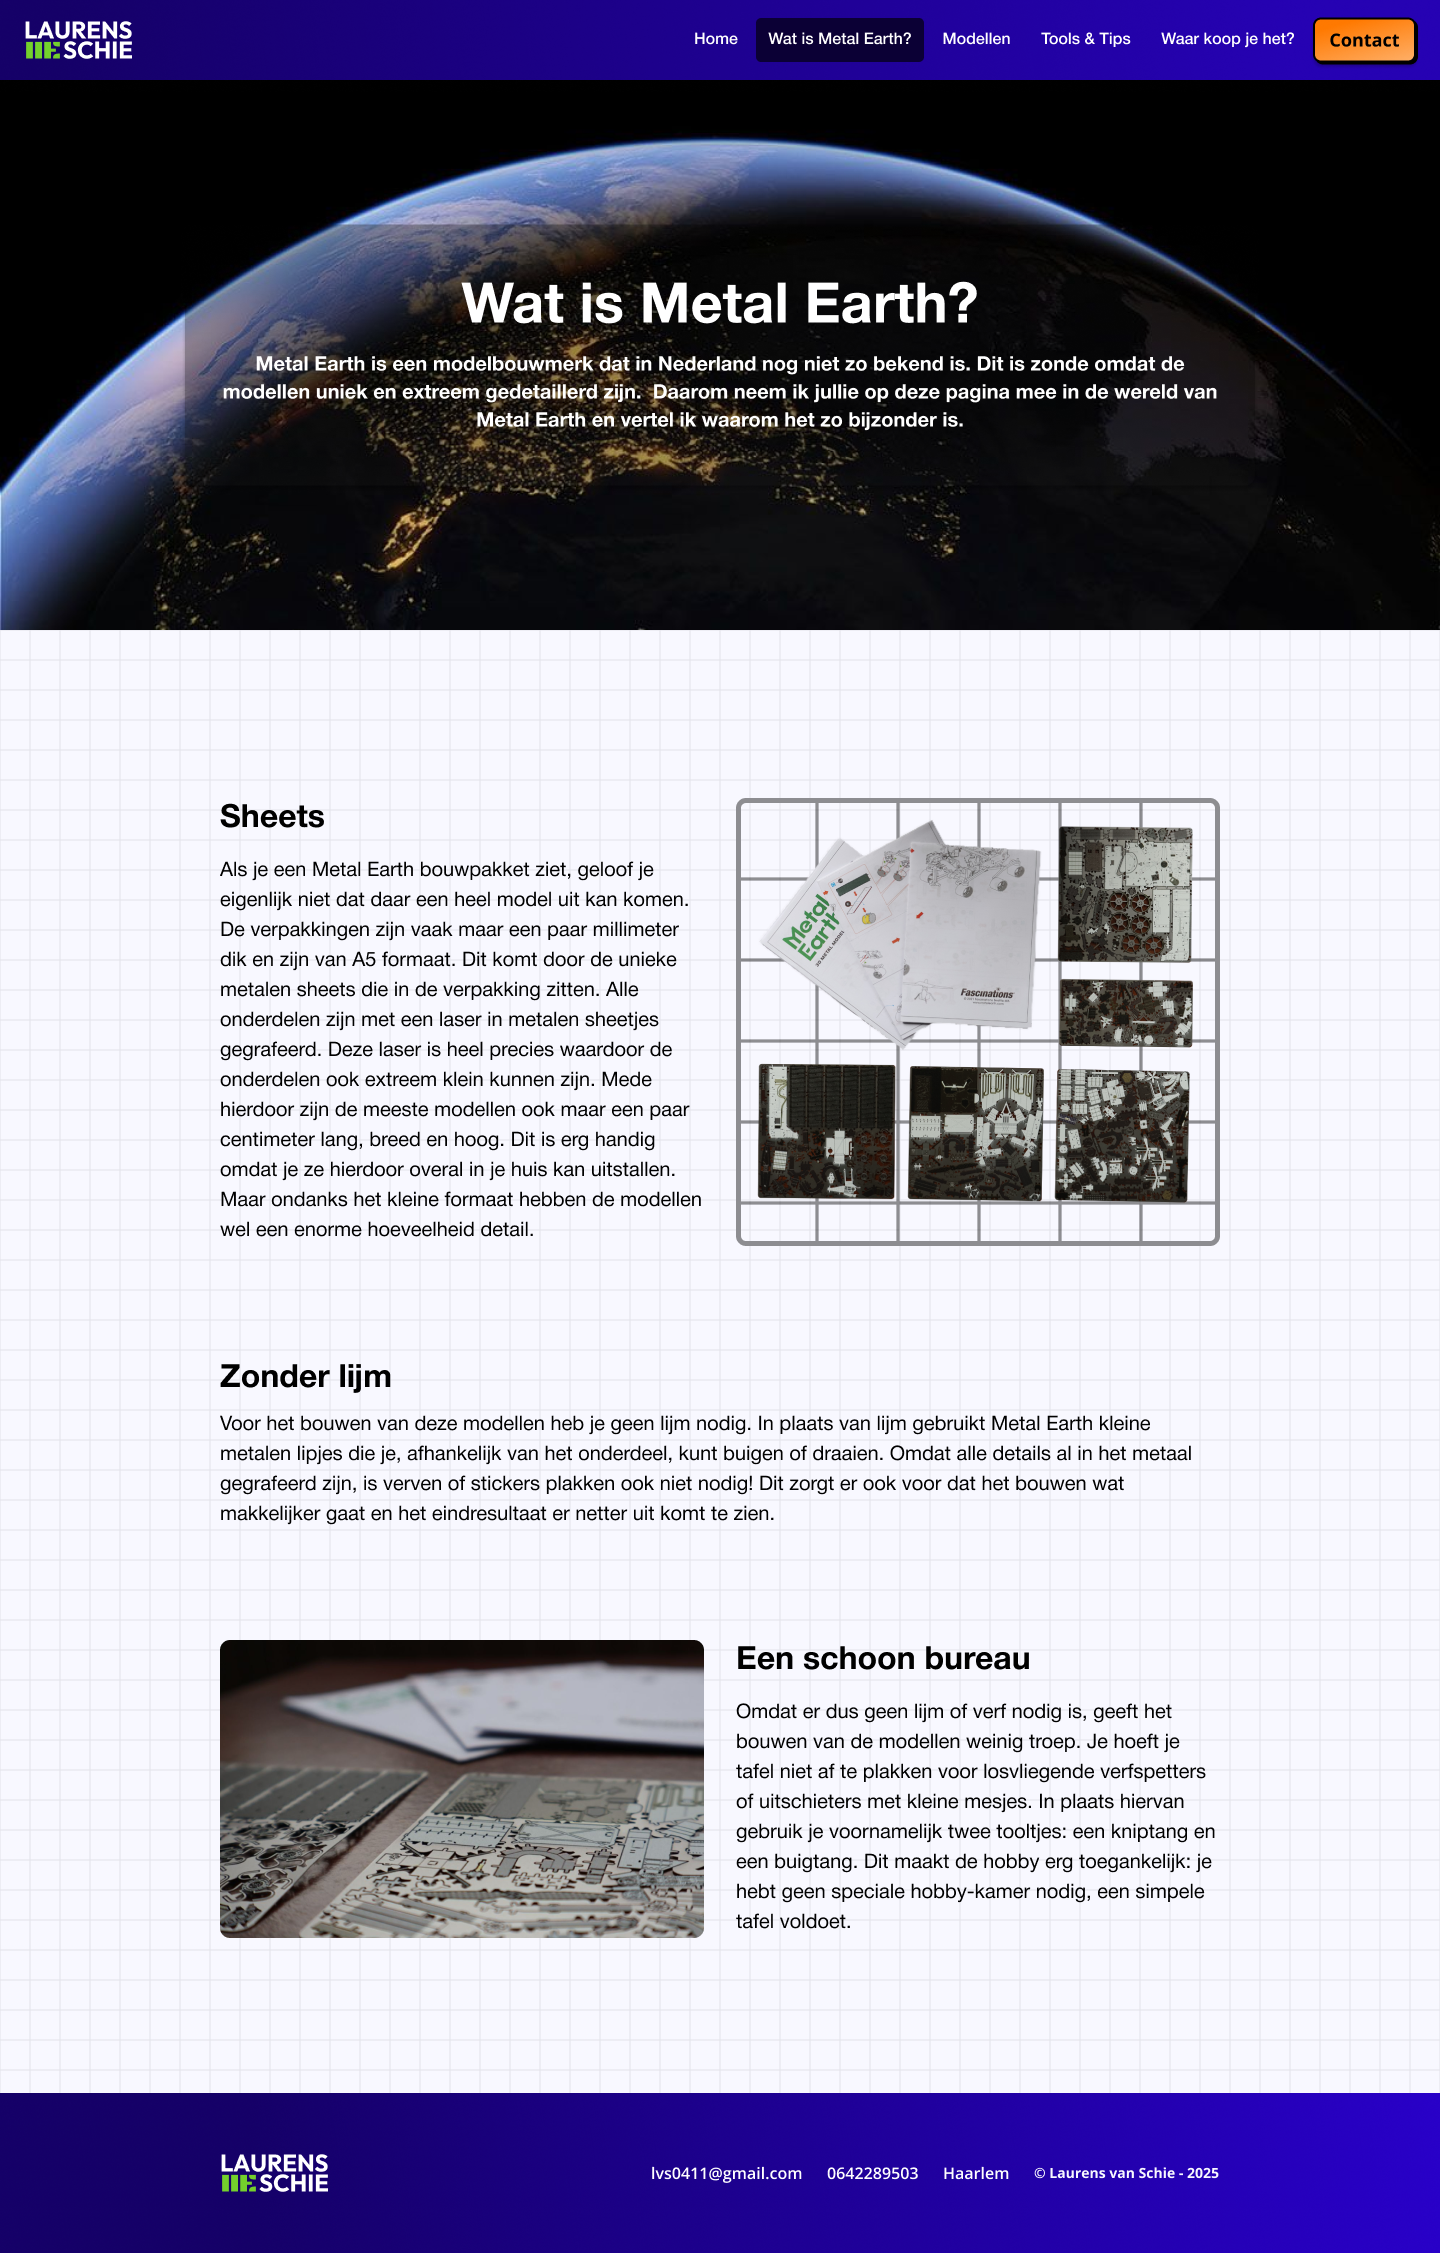 LAURENS
SCHIE
Home
Wat is Metal Earth?
Modellen
Tools & Tips
Waar koop je het?
Contact
Wat is Metal Earth?
Metal Earth is een modelbouwmerk dat in Nederland nog niet zo bekend is. Dit is zonde omdat de
modellen uniek en extreem gedetaillerd zijn. Daarom neem ik jullie op deze pagina mee in de wereld van
Metal Earth en vertel ik waarom het zo bijzonder is.
Sheets
Als je een Metal Earth bouwpakket ziet, geloof je
eigenlijk niet dat daar een heel model uit kan komen.
De verpakkingen zijn vaak maar een paar millimeter
dik en zijn van A5 formaat. Dit komt door de unieke
metalen sheets die in de verpakking zitten. Alle
onderdelen zijn met een laser in metalen sheetjes
gegrafeerd. Deze laser is heel precies waardoor de
onderdelen ook extreem klein kunnen zijn. Mede
hierdoor zijn de meeste modellen ook maar een paar
centimeter lang, breed en hoog. Dit is erg handig
omdat je ze hierdoor overal in je huis kan uitstallen.
Maar ondanks het kleine formaat hebben de modellen
wel een enorme hoeveelheid detail.
Metal
Earth
3D METAL MODEL
Fascinations
Zonder lijm
Voor het bouwen van deze modellen heb je geen lijm nodig. In plaats van lijm gebruikt Metal Earth kleine
metalen lipjes die je, afhankelijk van het onderdeel, kunt buigen of draaien. Omdat alle details al in het metaal
gegrafeerd zijn, is verven of stickers plakken ook niet nodig! Dit zorgt er ook voor dat het bouwen wat
makkelijker gaat en het eindresultaat er netter uit komt te zien.
Een schoon bureau
Omdat er dus geen lijm of verf nodig is, geeft het
bouwen van de modellen weinig troep. Je hoeft je
tafel niet af te plakken voor losvliegende verfspetters
of uitschieters met kleine mesjes. In plaats hiervan
gebruik je voornamelijk twee tooltjes: een kniptang en
een buigtang. Dit maakt de hobby erg toegankelijk: je
hebt geen speciale hobby-kamer nodig, een simpele
tafel voldoet.
LAURENS
SCHIE
lvs0411@gmail.com
0642289503
Haarlem
© Laurens van Schie - 2025